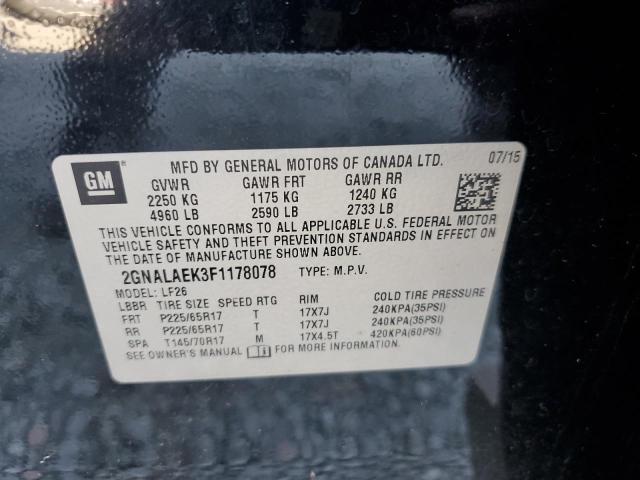 GM ® MFD BY GENERAL MOTORS OF CANADA LTD. 07/15
GVWR GAWR FRT GAWR RR
2250 KG 1175 KG 1240 KG
4960 LB 2590 LB 2733 LB
THIS VEHICLE CONFORMS TO ALL APPLICABLE U.S. FEDERAL MOTOR
VEHICLE SAFETY AND THEFT PREVENTION STANDARDS IN EFFECT ON
THE DATE OF MANUFACTURE SHOWN ABOVE.
2GNALAEK3F1178078 TYPE: M.P.V.
MODEL: LF26
LBBR TIRE SIZE SPEED RTG RIM COLD TIRE PRESSURE
FRT P225/65R17 T 17X7J 240KPA(35PSI)
RR P225/65R17 T 17X7J 240KPA(35PSI)
SPA T145/70R17 M 17X4.5T 420KPA(60PSI)
SEE OWNER'S MANUAL FOR MORE INFORMATION.